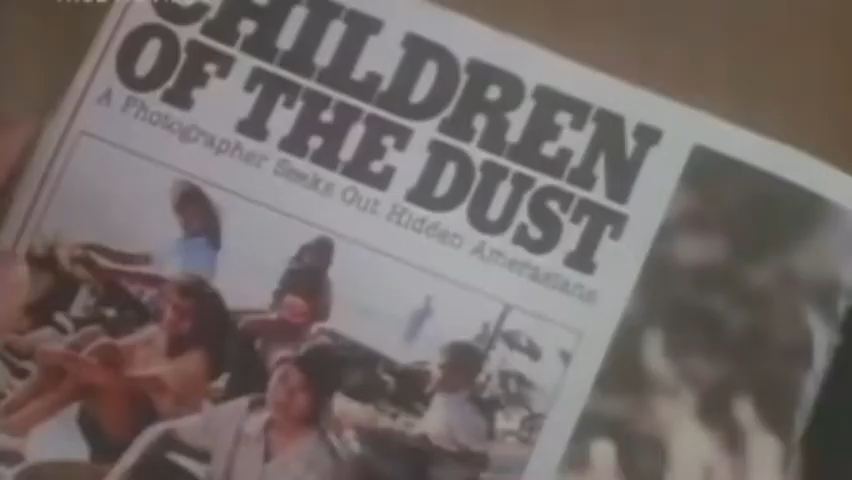 CHILDREN
OF THE DUST
A Photographer Seeks Out Hidden Amerasians